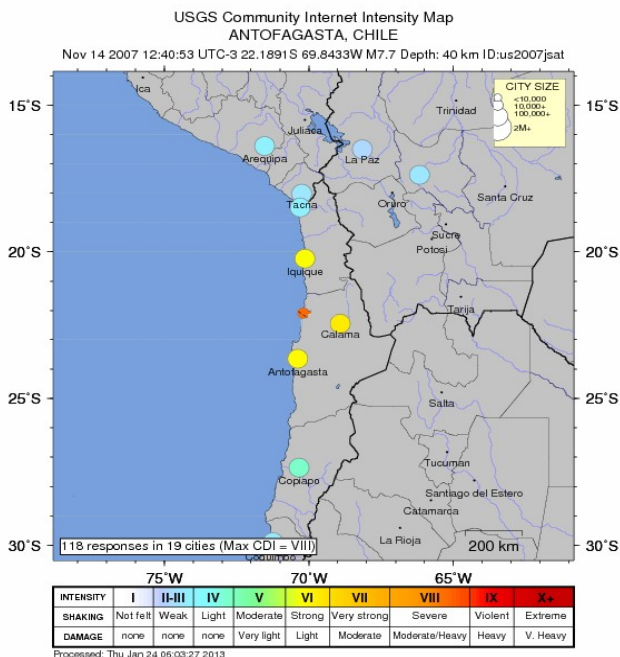 USGS Community Internet Intensity Map
ANTOFAGASTA, CHILE
Nov 14 2007 12:40:53 UTC-3 22.1891S 69.8433W M7.7 Depth: 40 km ID:us2007jsat
CITY SIZE
<10,000
10,000+
100,000+
2M+
Ica
15°S
15°S
Trinidad
Juliaca
Arequipa
La Paz
Tacna
Oruro
Santa Cruz
Sucre
20°S
20°S
Potosi
Iquique
Tarija
Calama
Antofagasta
25°S
25°S
Salta
Tucuman
Copiapo
Santiago del Estero
Catamarca
La Rioja
30°S
30°S
118 responses in 19 cities (Max CDI = VIII)
200 km
Coquimbo
75°W 70°W 65°W
INTENSITY I II-III IV V VI VII VIII IX X+
SHAKING Not felt Weak Light Moderate Strong Very strong Severe Violent Extreme
DAMAGE none none none Very light Light Moderate Moderate/Heavy Heavy V. Heavy
Processed: Thu Jan 24 06:03:27 2013